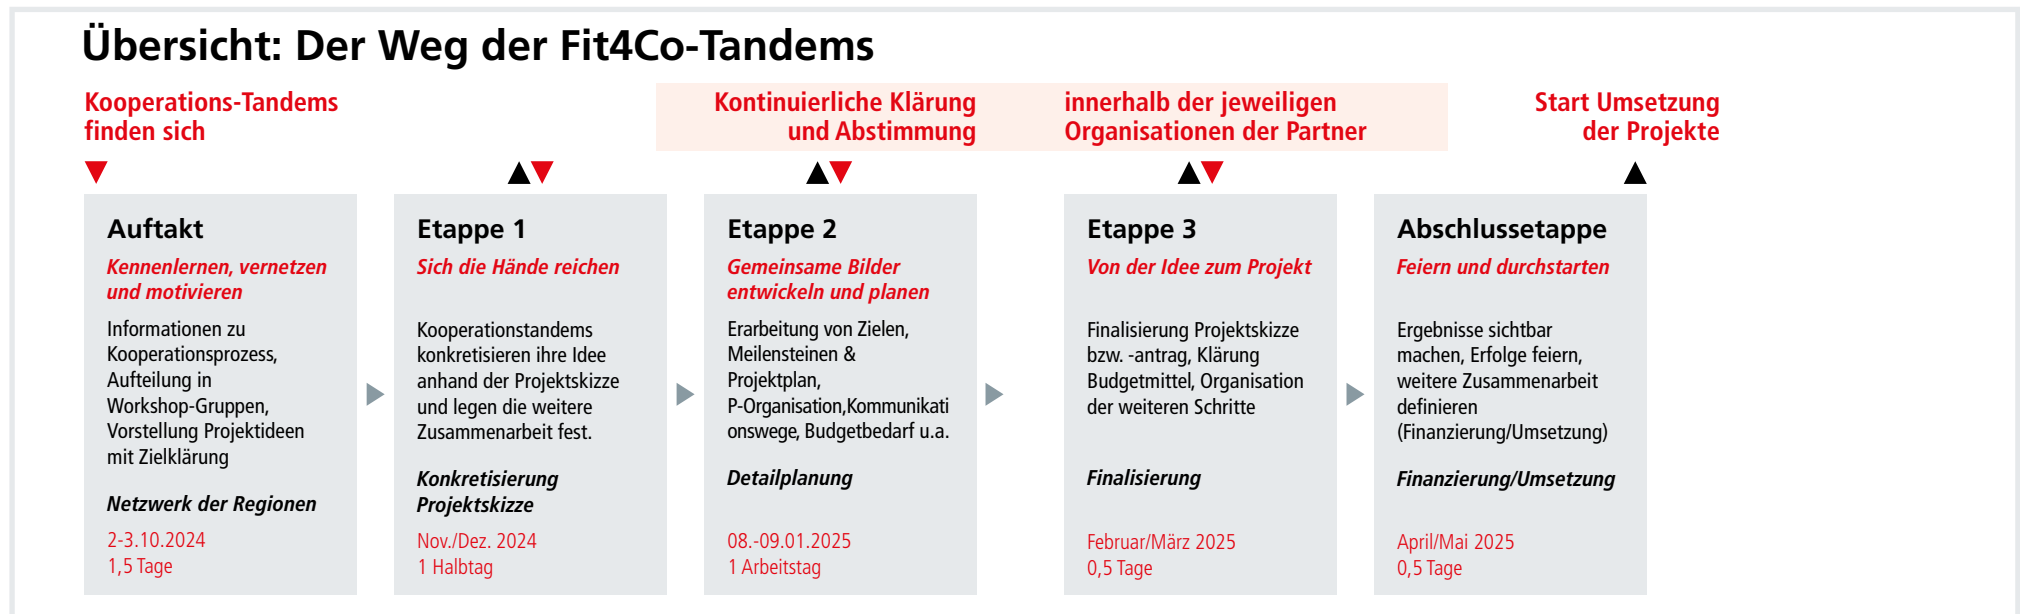 Übersicht: Der Weg der Fit4Co-Tandems
Kooperations-Tandems
finden sich
Kontinuierliche Klärung
und Abstimmung
innerhalb der jeweiligen
Organisationen der Partner
Start Umsetzung
der Projekte
Auftakt
Kennenlernen, vernetzen
und motivieren
Informationen zu
Kooperationsprozess,
Aufteilung in
Workshop-Gruppen,
Vorstellung Projektideen
mit Zielklärung
Netzwerk der Regionen
2-3.10.2024
1,5 Tage
Etappe 1
Sich die Hände reichen
Kooperationstandems
konkretisieren ihre Idee
anhand der Projektskizze
und legen die weitere
Zusammenarbeit fest.
Konkretisierung
Projektskizze
Nov./Dez. 2024
1 Halbtag
Etappe 2
Gemeinsame Bilder
entwickeln und planen
Erarbeitung von Zielen,
Meilensteinen &
Projektplan,
P-Organisation,Kommunikati
onswege, Budgetbedarf u.a.
Detailplanung
08.-09.01.2025
1 Arbeitstag
Etappe 3
Von der Idee zum Projekt
Finalisierung Projektskizze
bzw. -antrag, Klärung
Budgetmittel, Organisation
der weiteren Schritte
Finalisierung
Februar/März 2025
0,5 Tage
Abschlussetappe
Feiern und durchstarten
Ergebnisse sichtbar
machen, Erfolge feiern,
weitere Zusammenarbeit
definieren
(Finanzierung/Umsetzung)
Finanzierung/Umsetzung
April/Mai 2025
0,5 Tage